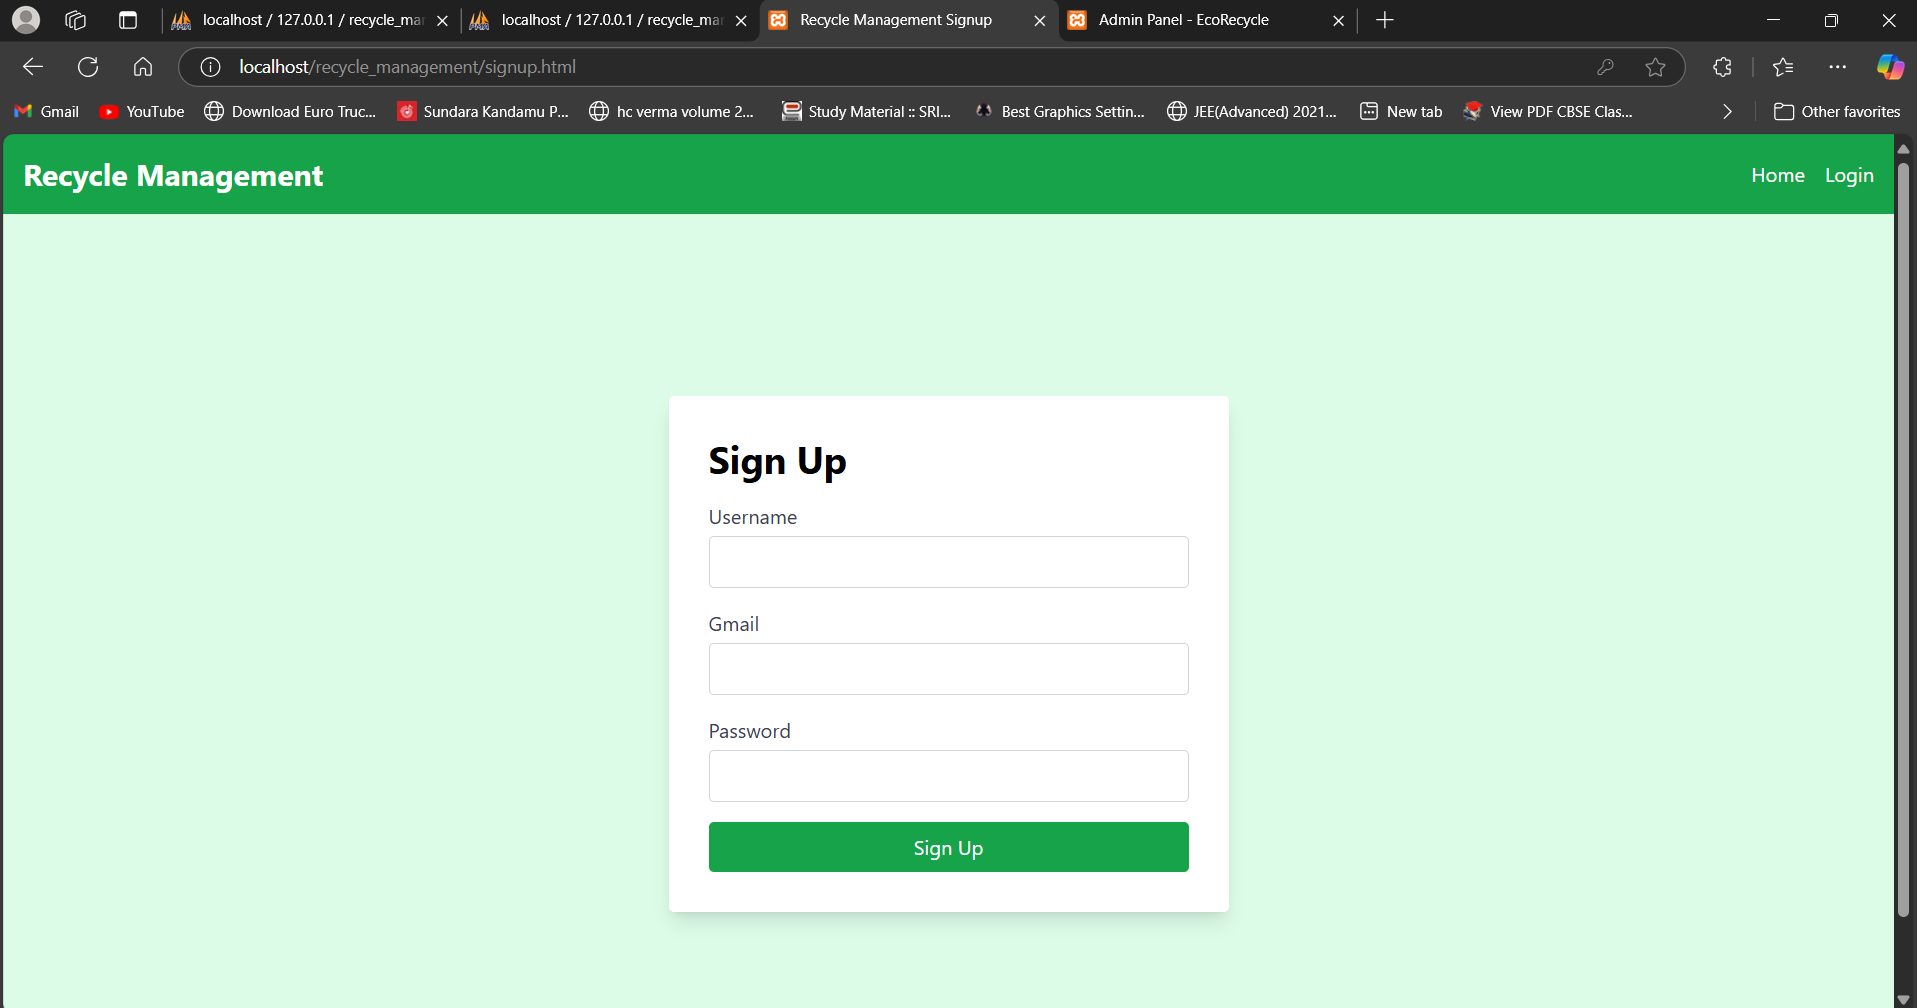 localhost / 127.0.0.1 / recycle_mar
localhost / 127.0.0.1 / recycle_mar
Recycle Management Signup
Admin Panel - EcoRecycle
localhost/recycle_management/signup.html
Gmail
YouTube
Download Euro Truc...
Sundara Kandamu P...
hc verma volume 2...
Study Material :: SRI...
Best Graphics Settin...
JEE(Advanced) 2021...
New tab
View PDF CBSE Clas...
Other favorites
Recycle Management
Home
Login
Sign Up
Username
Gmail
Password
Sign Up